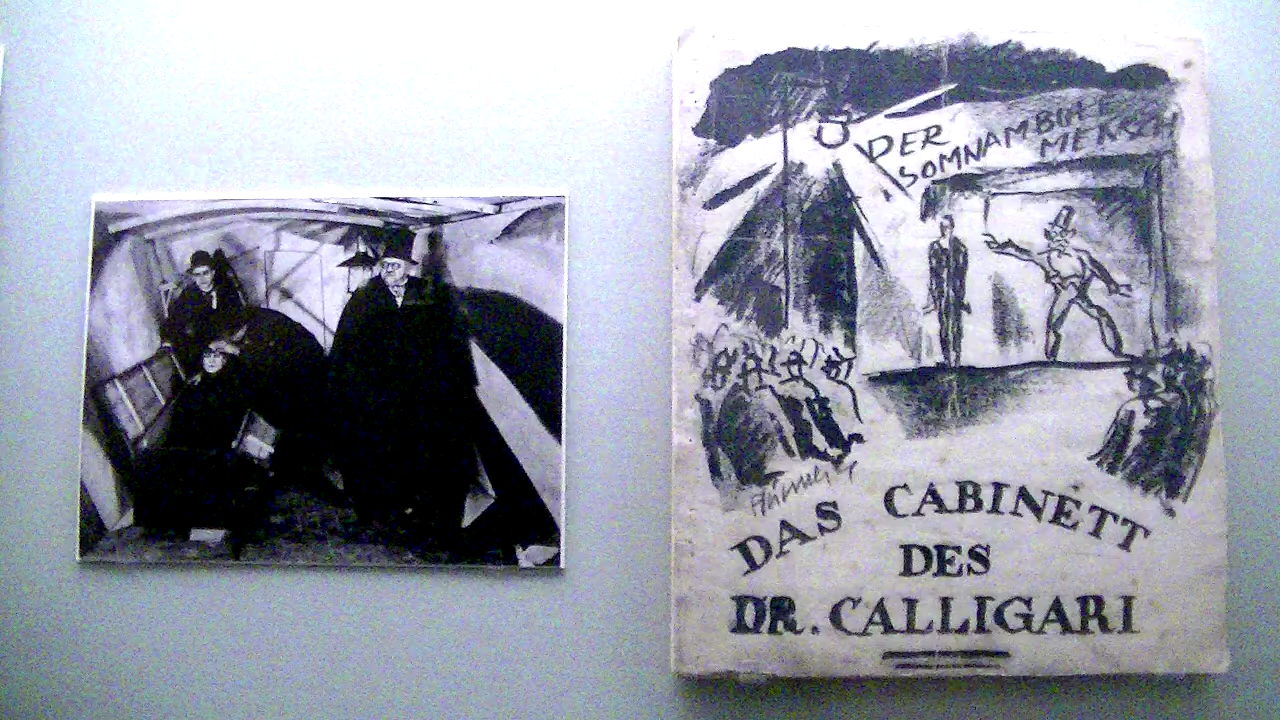 DER
SOMNAMBULE
MENSCH
DAS CABINETT
DES
DR. CALLIGARI